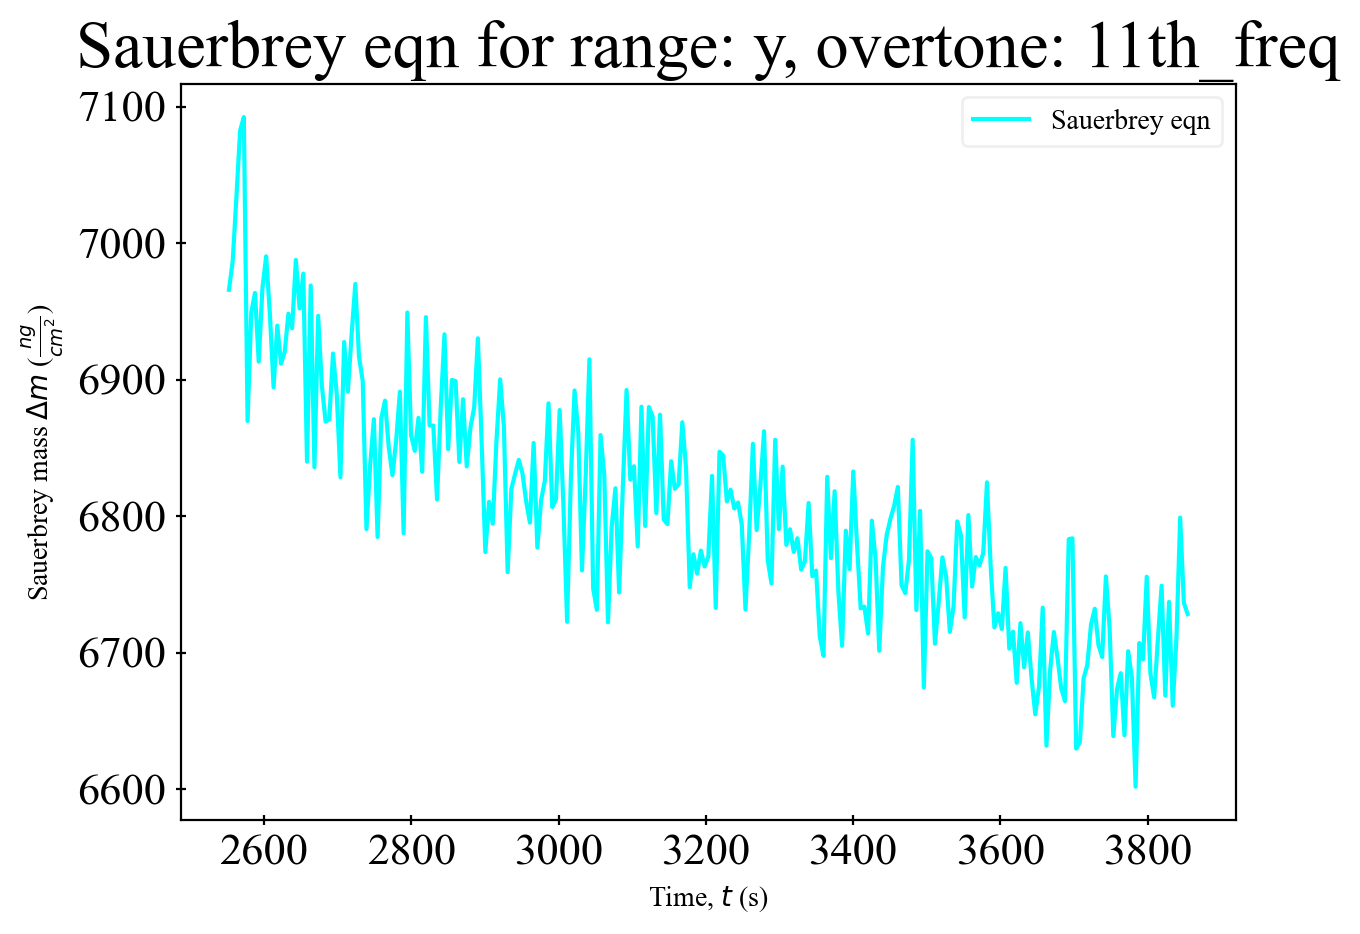 Sauerbrey eqn for range: y, overtone: 11th_freq
Sauerbrey eqn
7100
7000
6900
6800
6700
6600
Sauerbrey mass Δm (ng/cm²)
2600 2800 3000 3200 3400 3600 3800
Time, t (s)